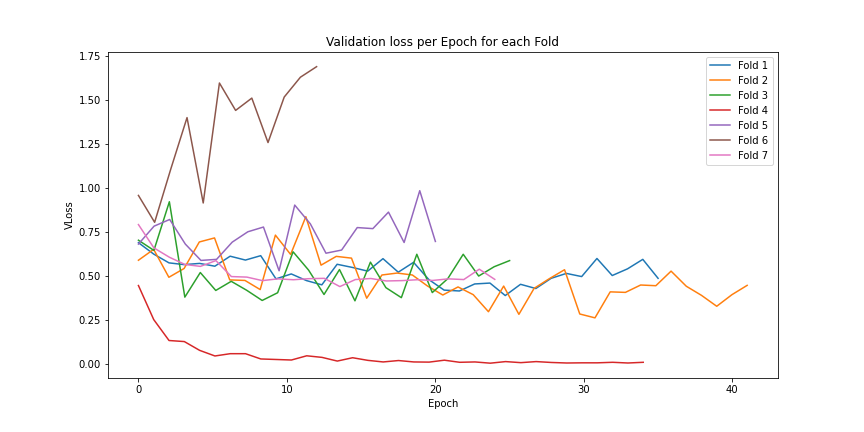 Validation loss per Epoch for each Fold
VLoss
1.75
1.50
1.25
1.00
0.75
0.50
0.25
0.00
0 10 20 30 40
Epoch
Fold 1
Fold 2
Fold 3
Fold 4
Fold 5
Fold 6
Fold 7